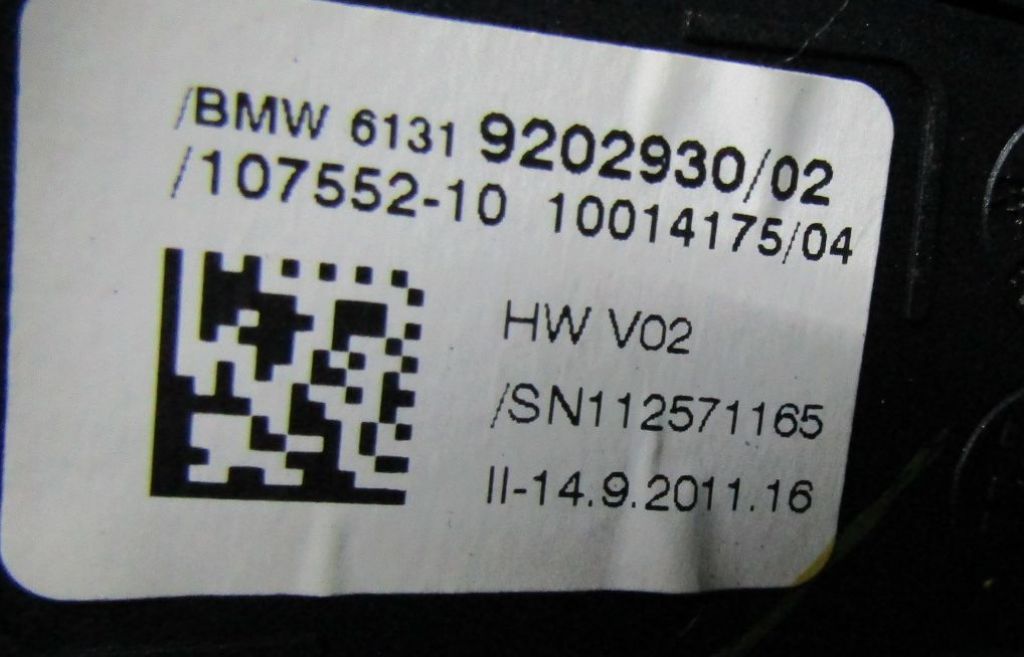 /BMW 6131 9202930/02
/107552-10 10014175/04
HW V02
/SN112571165
II-14.9.2011.16